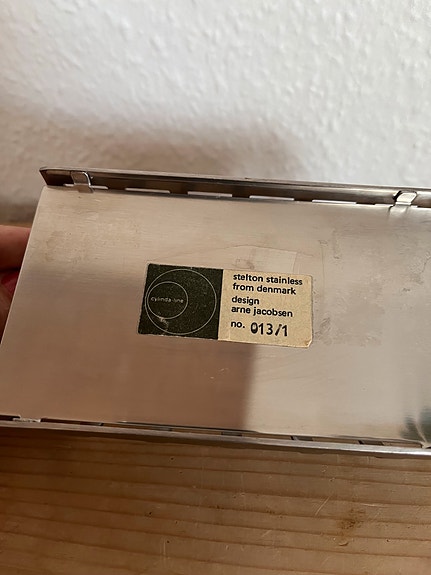 cylinda-line
stelton stainless
from denmark
design
arne jacobsen
no. 013/1